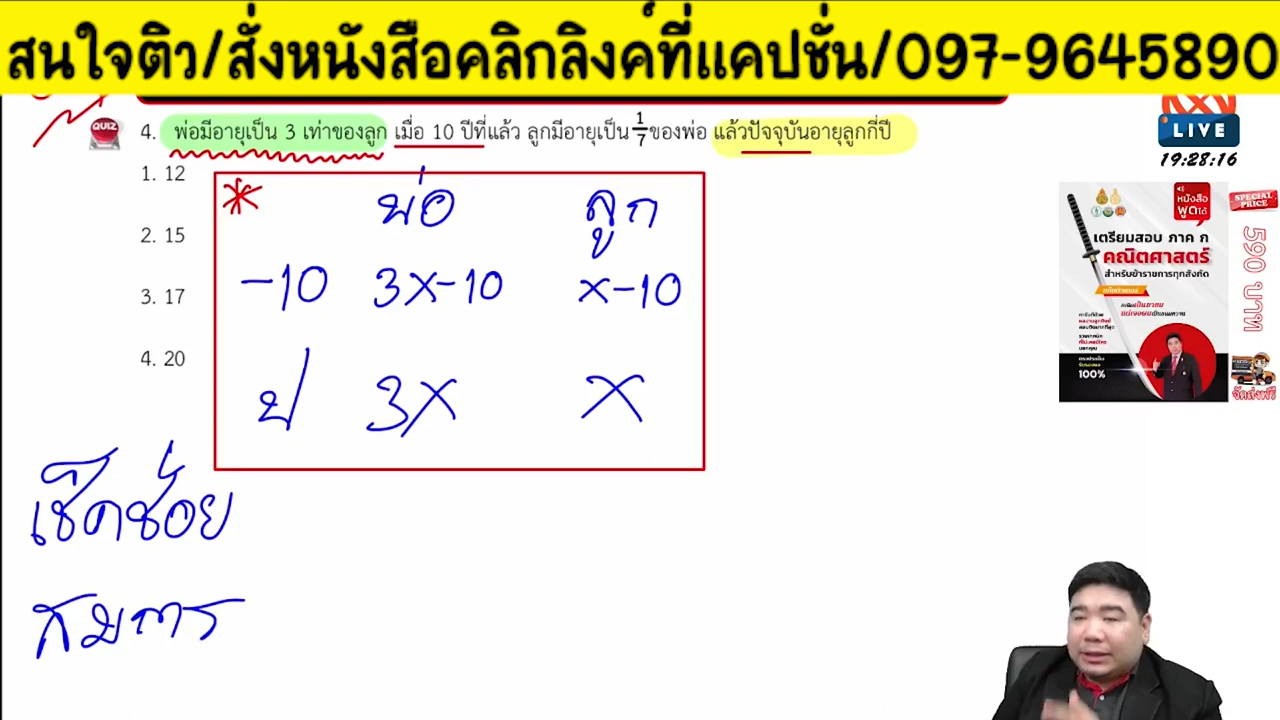 สนใจติว/สั่งหนังสือคลิกลิงค์ที่แคปชั่น/097-9645890
LIVE
19:28:16
QUIZ
4. พ่อมีอายุเป็น 3 เท่าของลูก เมื่อ 10 ปีที่แล้ว ลูกมีอายุเป็น 1/7 ของพ่อ แล้วปัจจุบันอายุลูกกี่ปี
1. 12
2. 15
3. 17
4. 20
พ่อ ลูก
-10 3x-10 x-10
ป 3x x
เช็คช้อย
สมการ
หนังสือ
พูดได้
เตรียมสอบ ภาค ก
คณิตศาสตร์
สำหรับข้าราชการทุกสังกัด
100%
SPECIAL
PRICE
590 บาท
จัดส่งฟรี